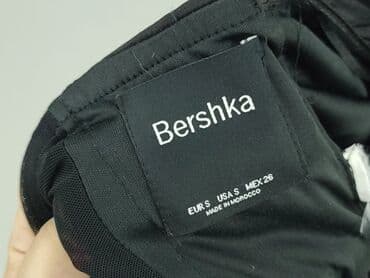 Bershka
EUR S USA S MEX 26
MADE IN MOROCCO